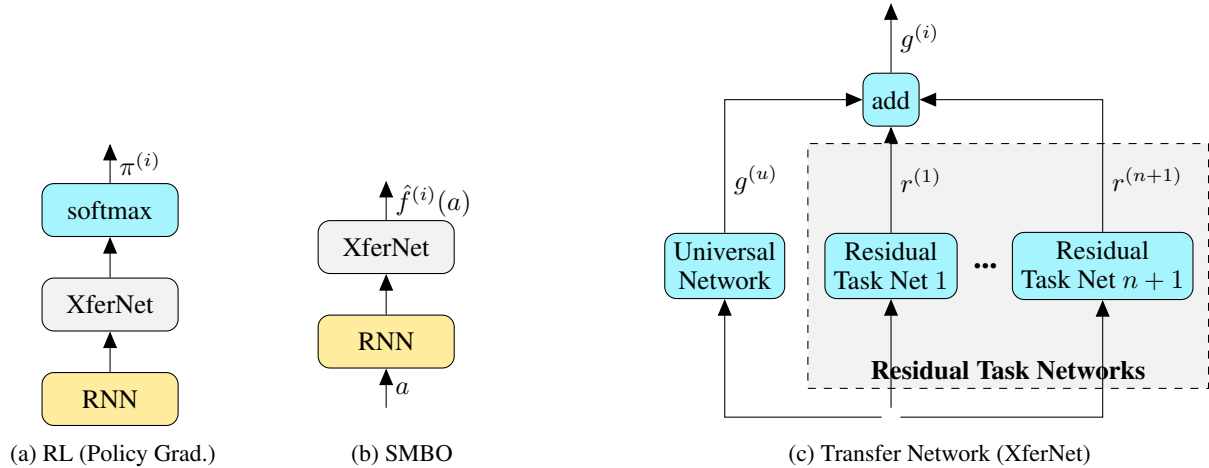 π^(i)
softmax
XferNet
RNN
(a) RL (Policy Grad.)
f̂^(i)(a)
XferNet
RNN
a
(b) SMBO
g^(i)
add
g^(u)
r^(1)
r^(n+1)
Universal
Network
Residual
Task Net 1
...
Residual
Task Net n + 1
Residual Task Networks
(c) Transfer Network (XferNet)